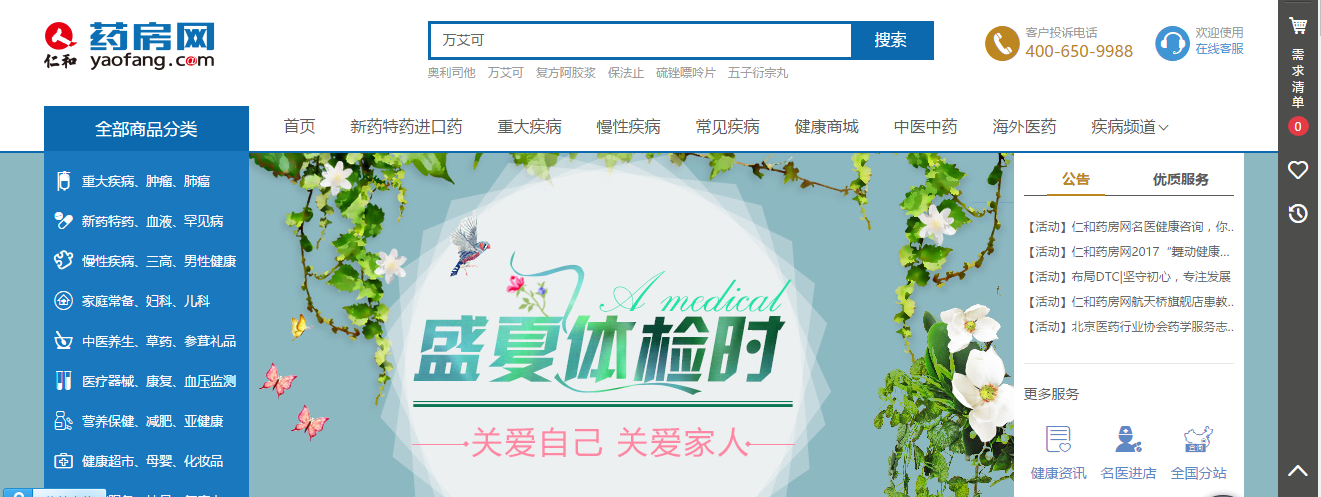 仁和
药房网
yaofang.c@m
万艾可
搜索
奥利司他 万艾可 复方阿胶浆 保法止 硫锉嘌呤片 五子衍宗丸
客户投诉电话
400-650-9988
欢迎使用
在线客服
需求清单
0
全部商品分类
首页 新药特药进口药 重大疾病 慢性疾病 常见疾病 健康商城 中医中药 海外医药 疾病频道
重大疾病、肿瘤、肺瘤
新药特药、血液、罕见病
慢性疾病、三高、男性健康
家庭常备、妇科、儿科
中医养生、草药、参茸礼品
医疗器械、康复、血压监测
营养保健、减肥、亚健康
健康超市、母婴、化妆品
A medical
盛夏体检时
关爱自己 关爱家人
公告 优质服务
【活动】仁和药房网名医健康咨询，你..
【活动】仁和药房网2017“舞动健康...
【活动】布局DTC|坚守初心，专注发展
【活动】仁和药房网航天桥旗舰店患教..
【活动】北京医药行业协会药学服务志..
更多服务
健康资讯 名医进店 全国分站